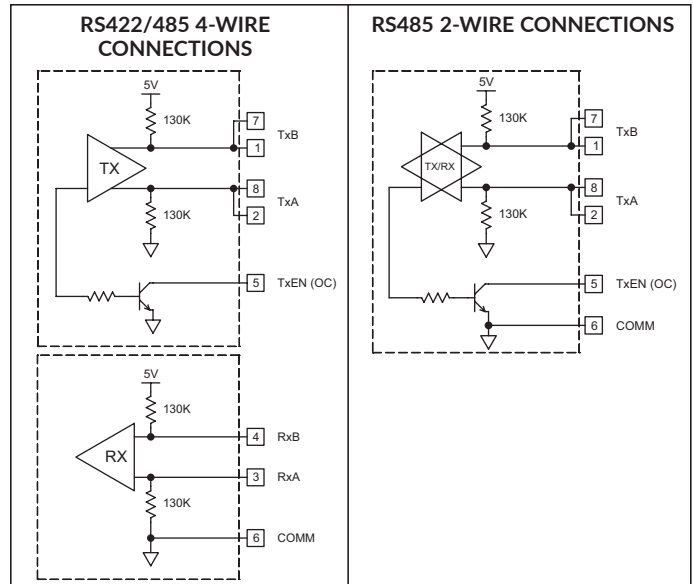 RS422/485 4-WIRE
CONNECTIONS
5V
130K
7
TxB
1
TX
8
TxA
130K
2
5
TxEN (OC)
5V
130K
4
RxB
RX
3
RxA
130K
6
COMM
RS485 2-WIRE CONNECTIONS
5V
130K
7
TxB
1
TX/RX
8
TxA
130K
2
5
TxEN (OC)
6
COMM